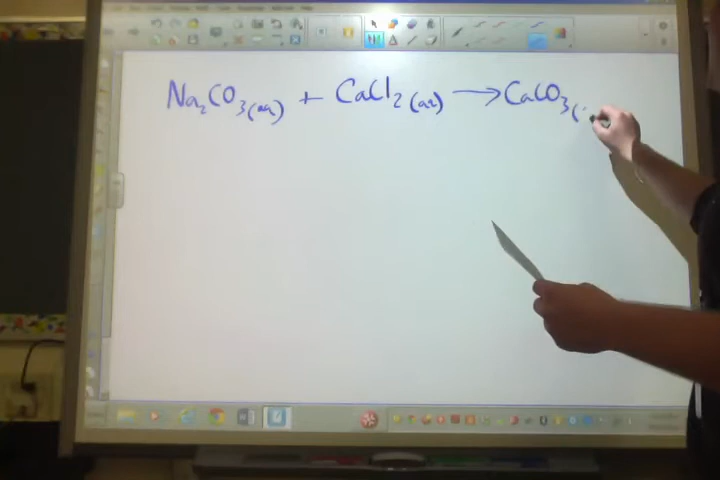 Na₂CO₃(aq) + CaCl₂(aq) → CaCO₃(